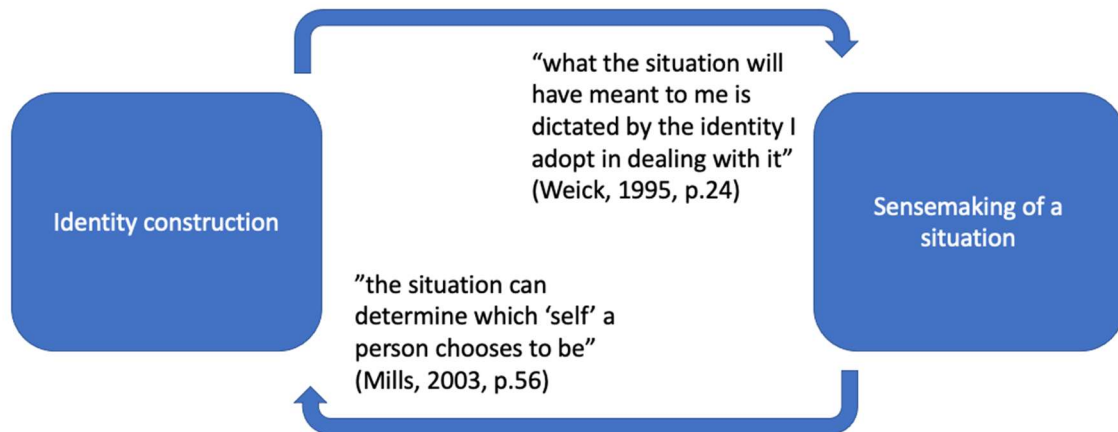 “what the situation will
have meant to me is
dictated by the identity I
adopt in dealing with it”
(Weick, 1995, p.24)
Identity construction
Sensemaking of a
situation
”the situation can
determine which ‘self’ a
person chooses to be”
(Mills, 2003, p.56)